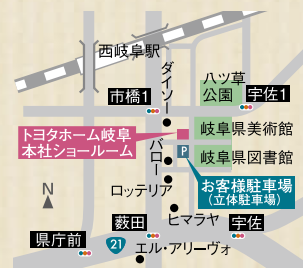 西岐阜駅
ダイソー
市橋1
八ツ草
公園
宇佐1
トヨタホーム岐阜
本社ショールーム
岐阜県美術館
P
バロー
岐阜県図書館
ロッテリア
お客様駐車場
（立体駐車場）
N
ヒマラヤ
薮田
宇佐
県庁前
21
エル・アリーヴォ